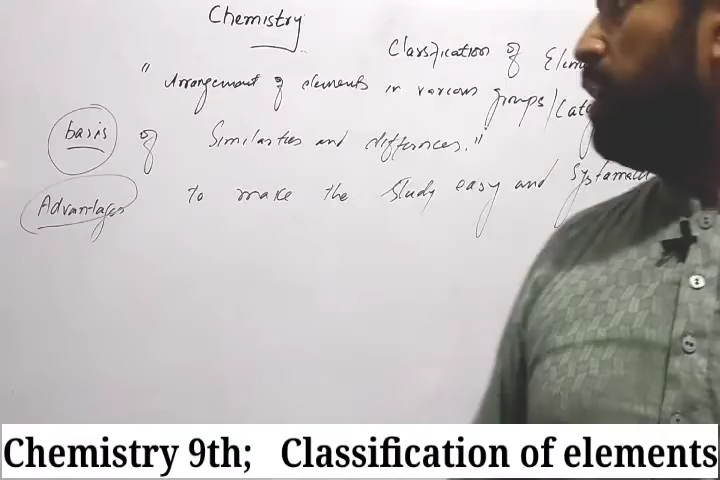 Chemistry
Classification of Elem
" Arrangement of elements in various groups/Cate
basis of Similarities and differences."
Advantages to make the Study easy and Systemati
Chemistry 9th; Classification of elements